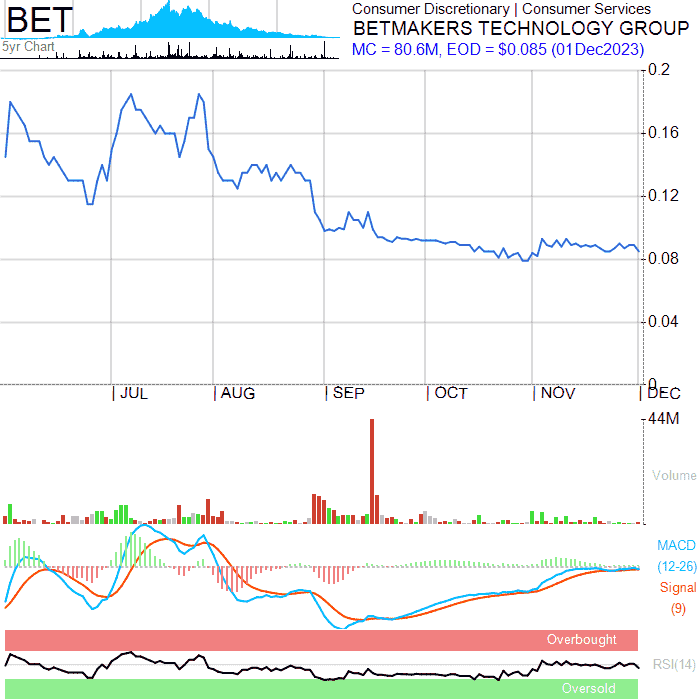 BET
5yr Chart
Consumer Discretionary | Consumer Services
BETMAKERS TECHNOLOGY GROUP
MC = 80.6M, EOD = $0.085 (01Dec2023)
0.2
0.16
0.12
0.08
0.04
0
| JUL | AUG | SEP | OCT | NOV | DEC
44M
Volume
MACD
(12-26)
Signal
(9)
Overbought
RSI(14)
Oversold